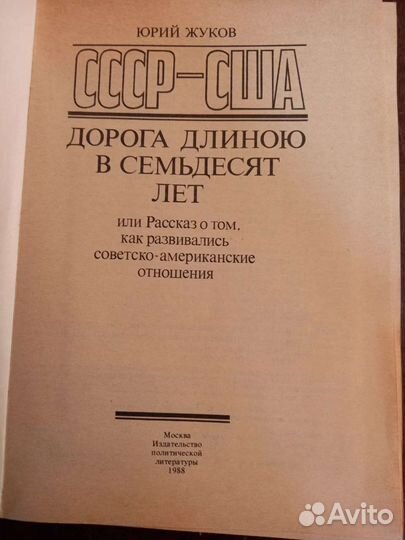 ЮРИЙ ЖУКОВ
СССР–США
ДОРОГА ДЛИНОЮ
В СЕМЬДЕСЯТ
ЛЕТ
или Рассказ о том,
как развивались
советско-американские
отношения
Москва
Издательство
политической
литературы
1988
Avito